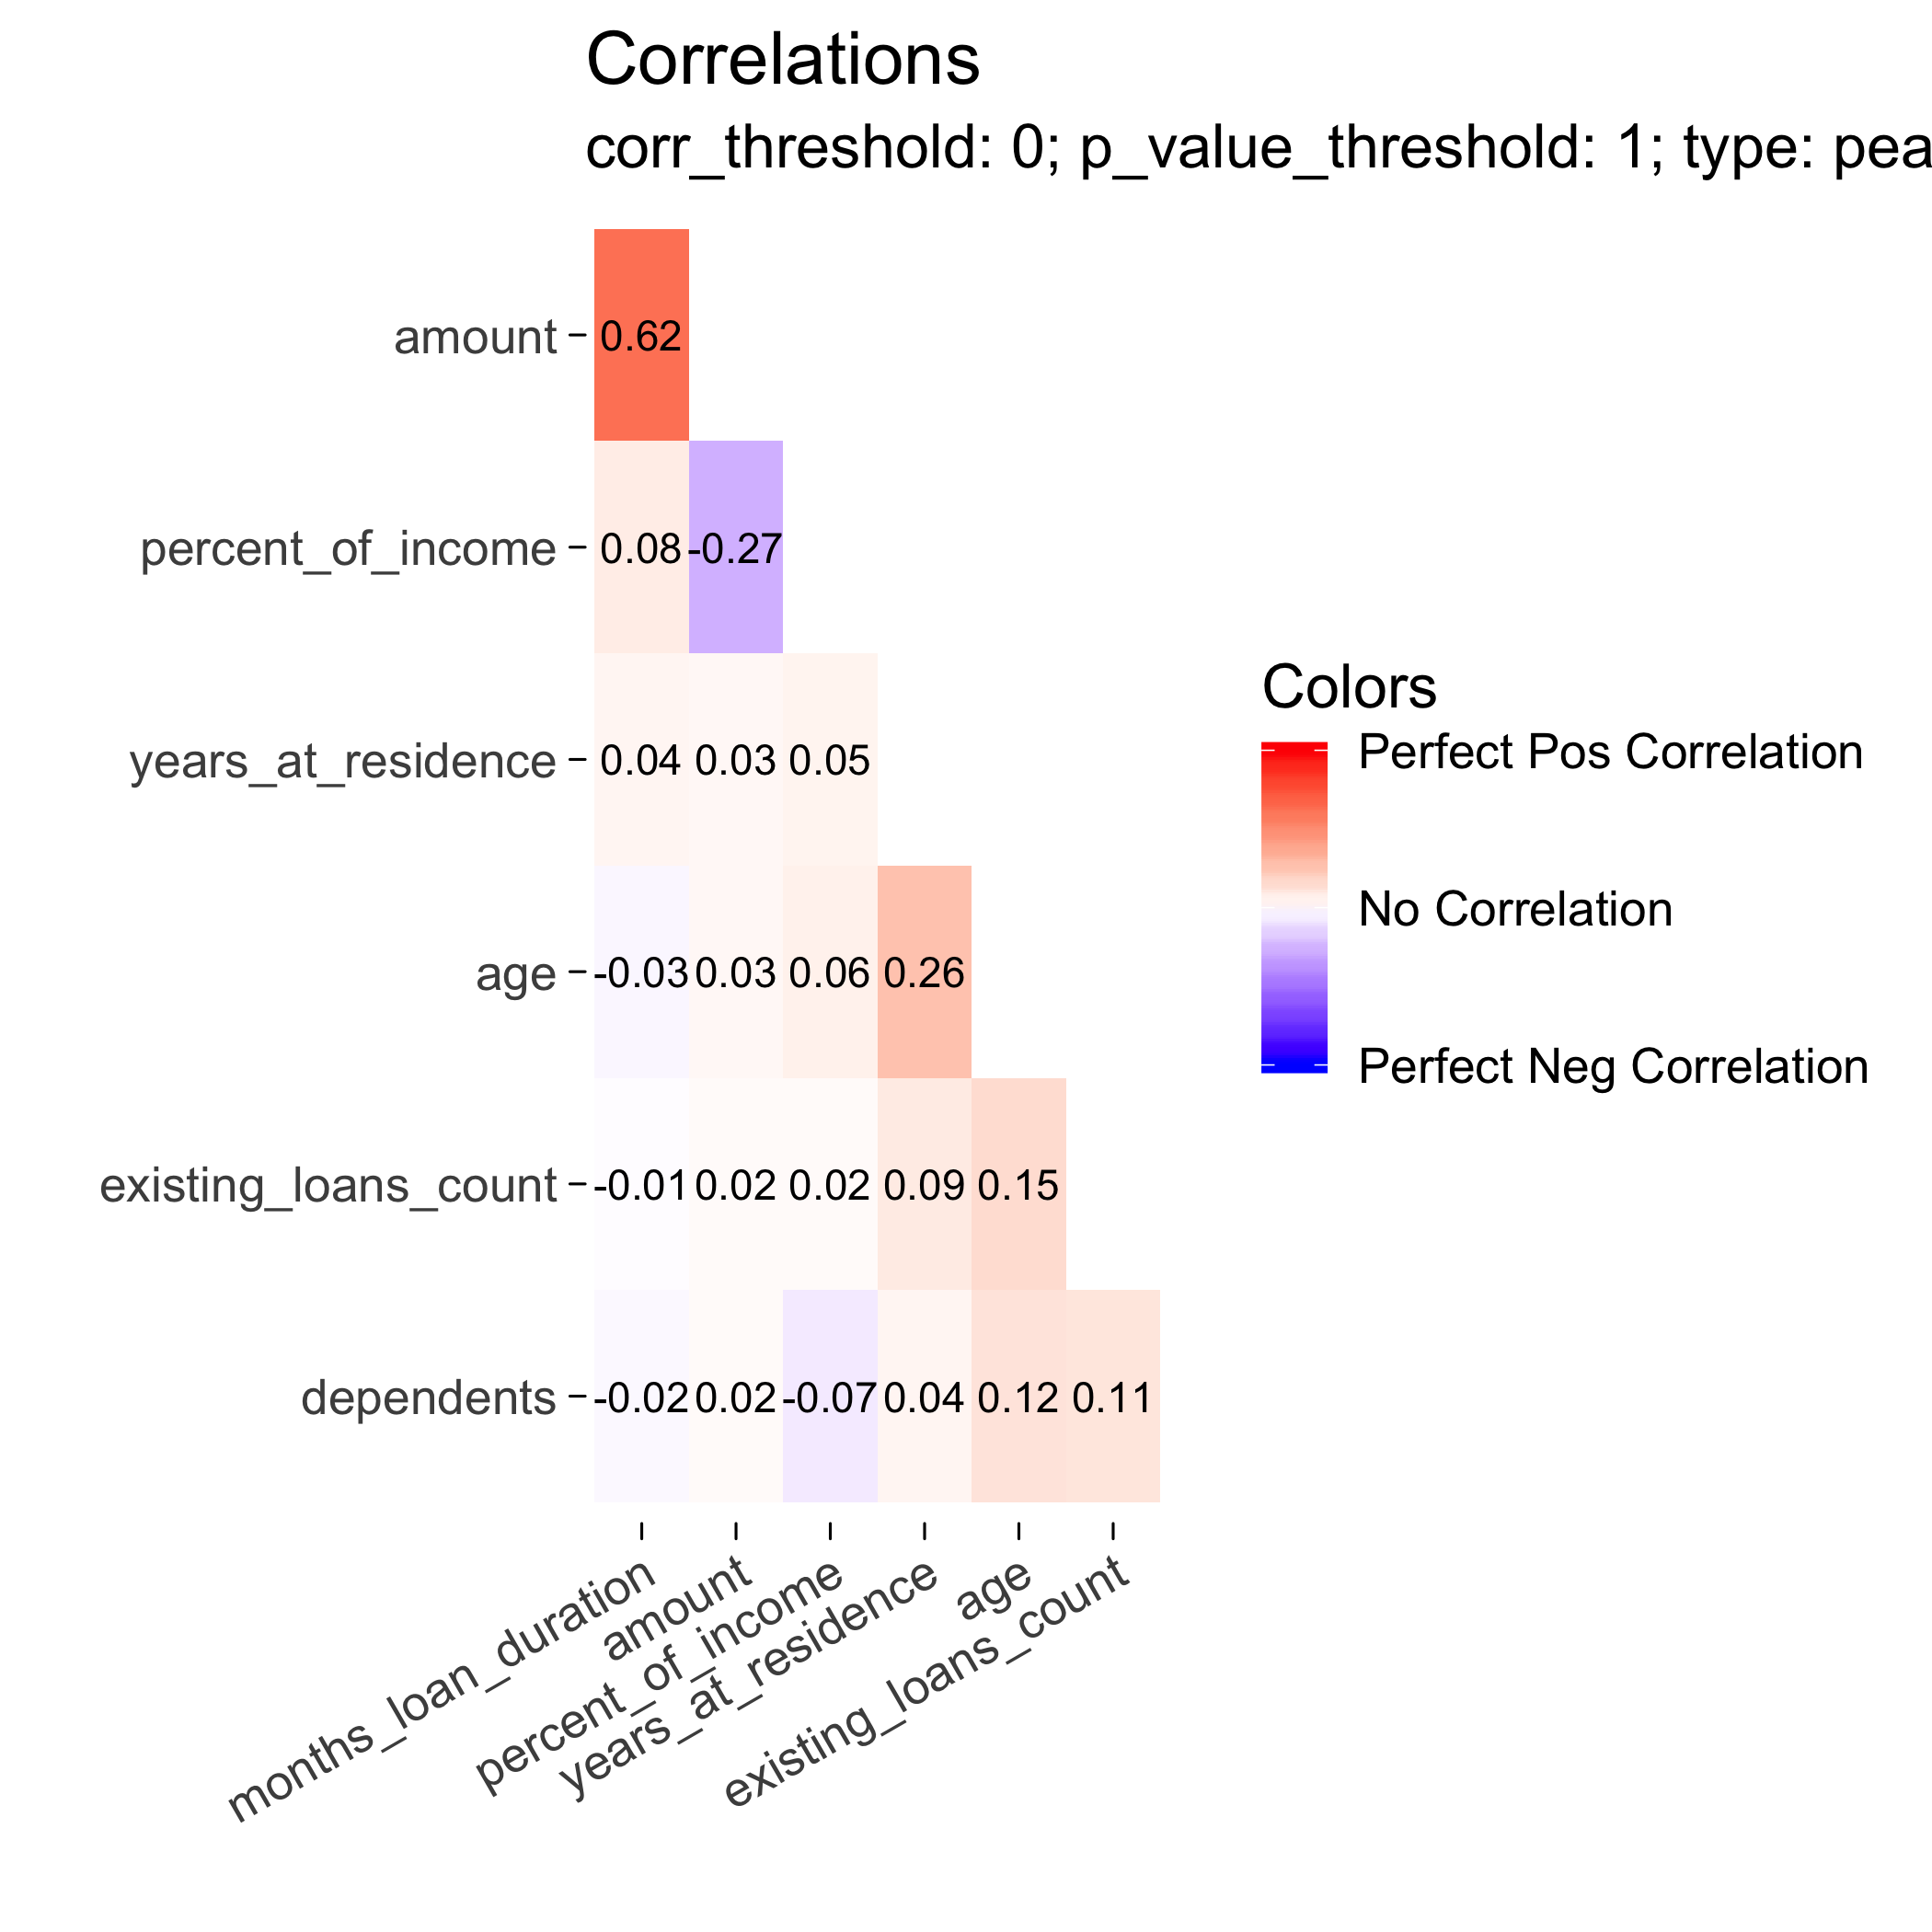 Correlations
corr_threshold: 0; p_value_threshold: 1; type: pea
amount 0.62
percent_of_income 0.08 -0.27
years_at_residence 0.04 0.03 0.05
age -0.03 0.03 0.06 0.26
existing_loans_count -0.01 0.02 0.02 0.09 0.15
dependents -0.02 0.02 -0.07 0.04 0.12 0.11
months_loan_duration
amount
percent_of_income
years_at_residence
age
existing_loans_count
Colors
Perfect Pos Correlation
No Correlation
Perfect Neg Correlation